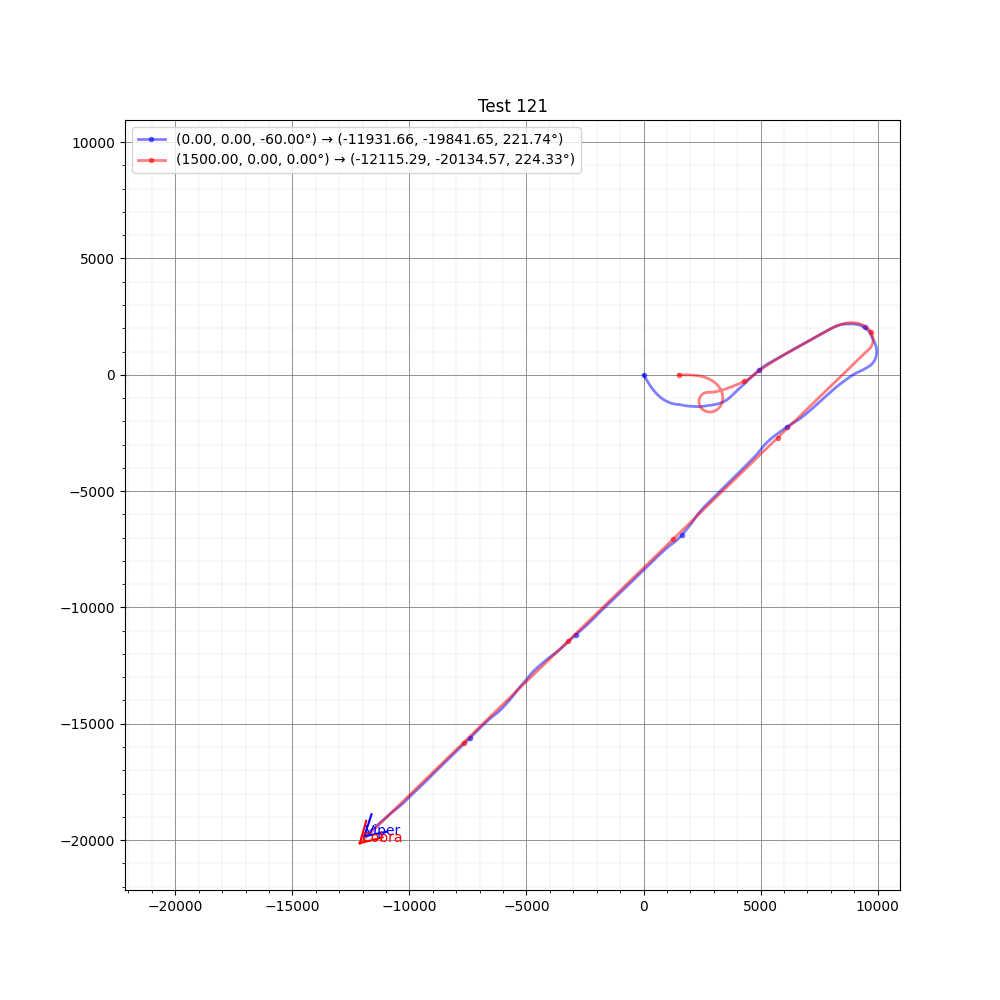 Test 121
(0.00, 0.00, -60.00°) → (-11931.66, -19841.65, 221.74°)
(1500.00, 0.00, 0.00°) → (-12115.29, -20134.57, 224.33°)
10000
5000
0
−5000
−10000
−15000
−20000
Viper
Cobra
−20000 −15000 −10000 −5000 0 5000 10000